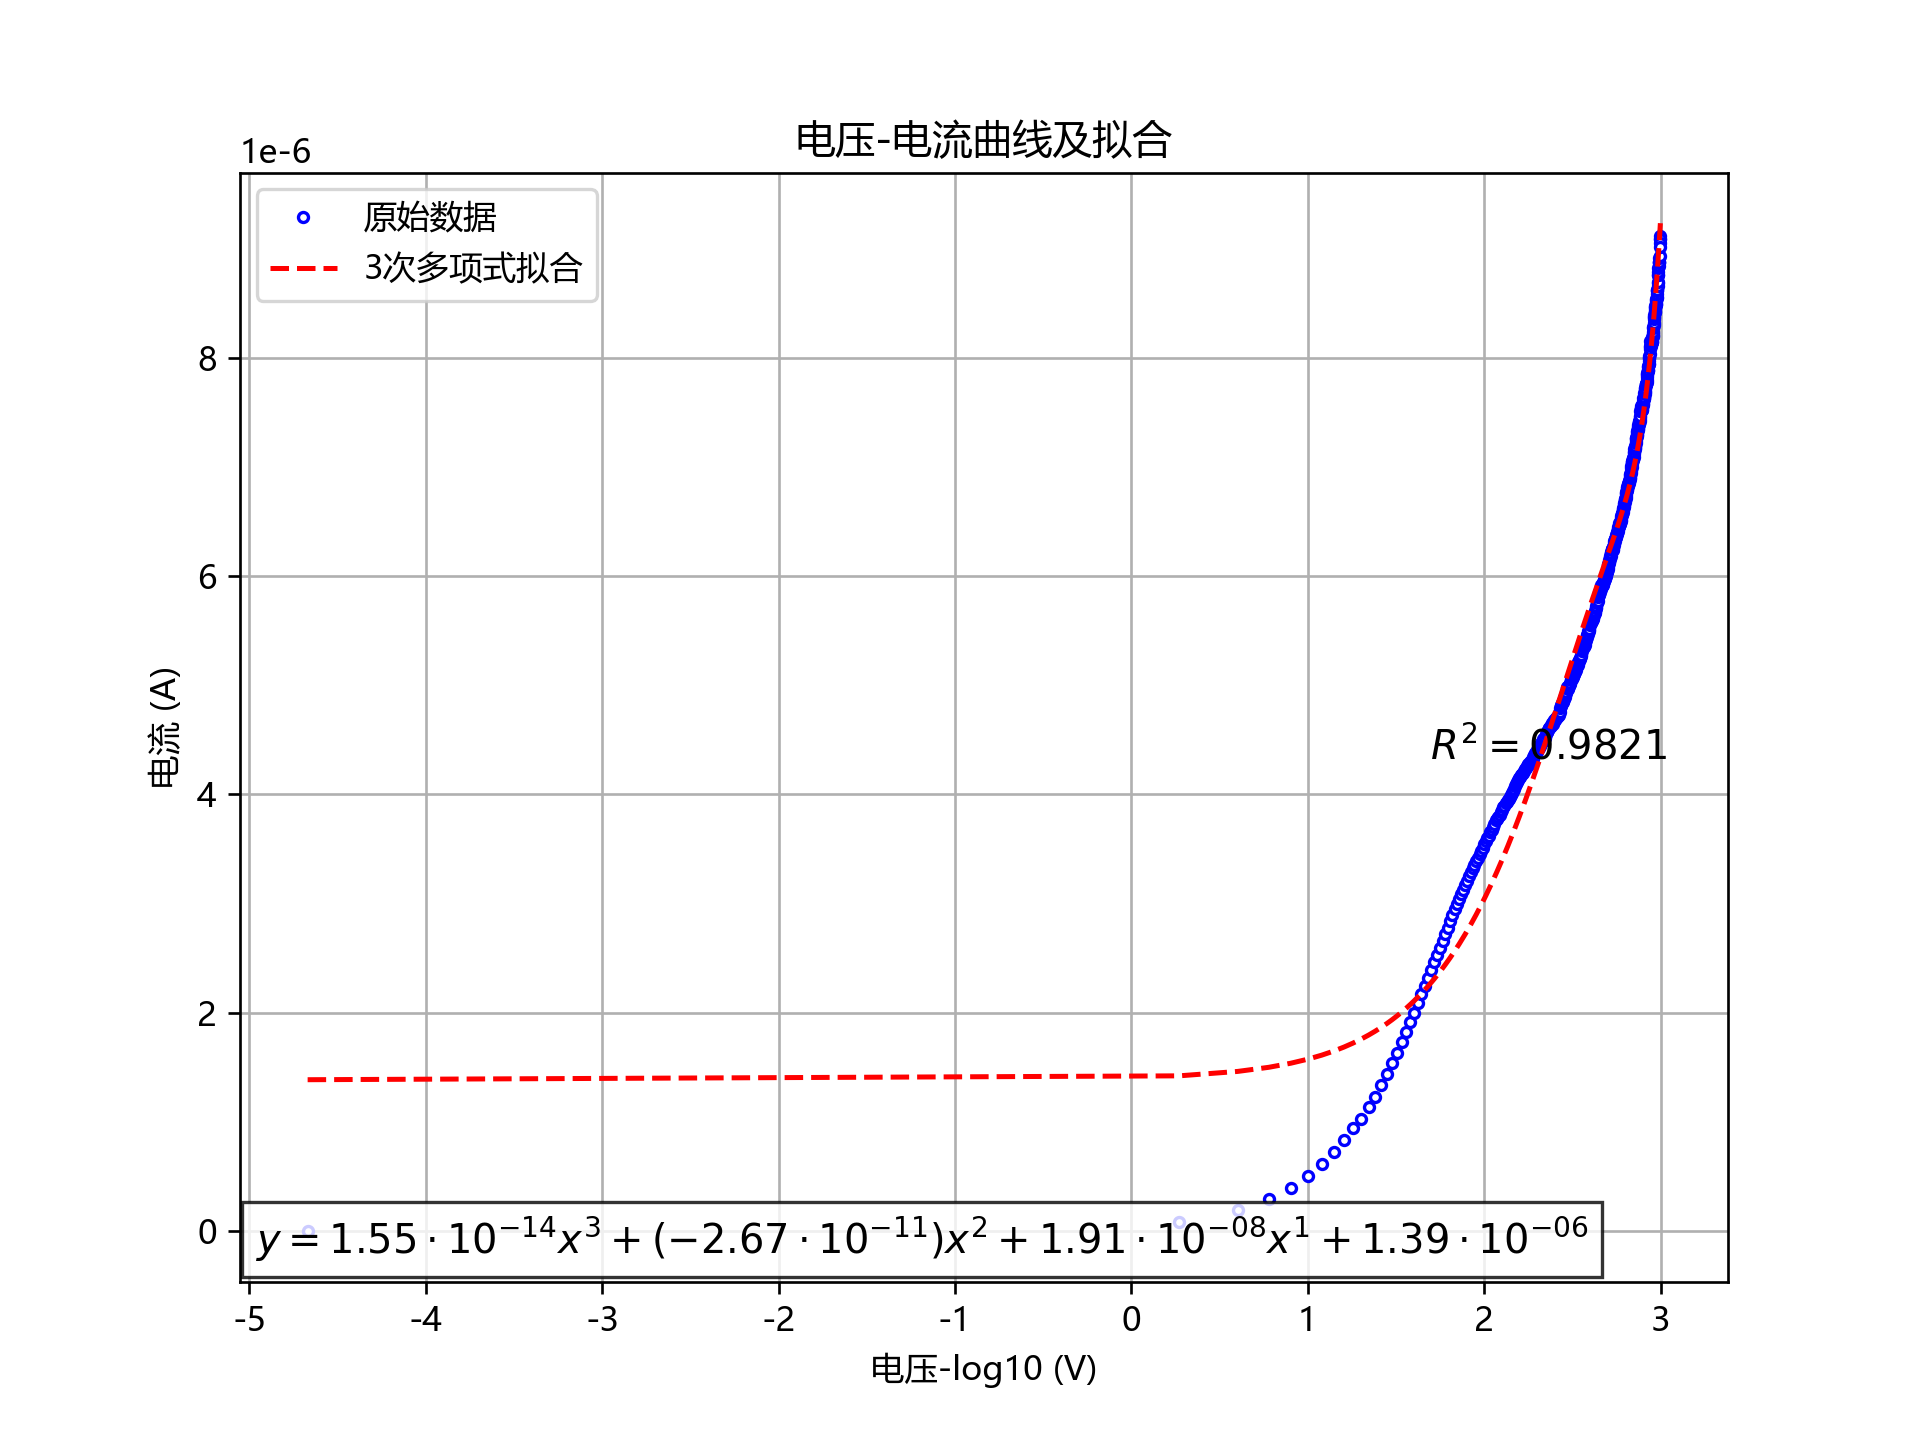 电压-电流曲线及拟合
1e-6
原始数据
3次多项式拟合
8
6
4
2
0
电流 (A)
R² = 0.9821
y = 1.55 · 10⁻¹⁴x³ + (−2.67 · 10⁻¹¹)x² + 1.91 · 10⁻⁰⁸x¹ + 1.39 · 10⁻⁰⁶
-5 -4 -3 -2 -1 0 1 2 3
电压-log10 (V)